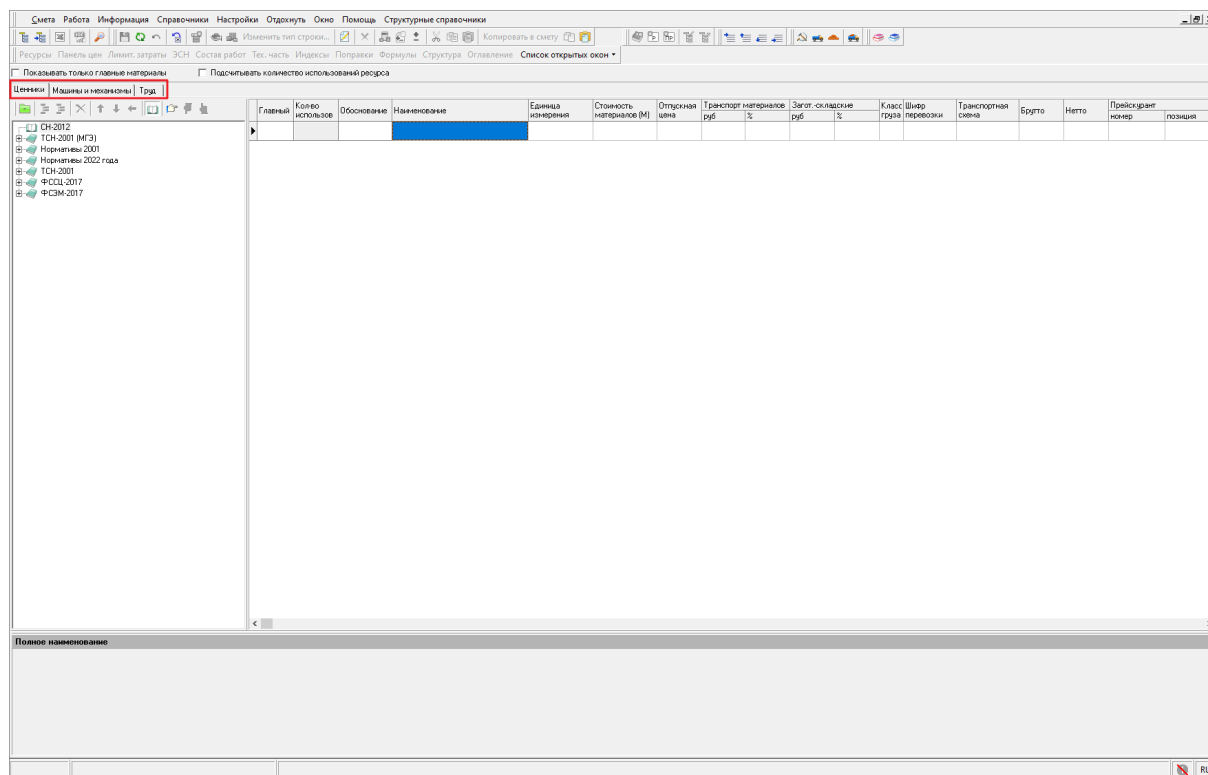 Смета Работа Информация Справочники Настройки Отдохнуть Окно Помощь Структурные справочники
Изменить тип строки... Копировать в смету
Ресурсы Панель цен Лимит. затраты ЭСН Состав работ Тех. часть Индексы Поправки Формулы Структура Оглавление Список открытых окон
Показывать только главные материалы Подсчитывать количество использований ресурса
Ценники Машины и механизмы Труд
Главный Кол-во использов Обоснование Наименование Единица измерения Стоимость материалов (М) Отпускная цена Транспорт материалов Загот.-складские Класс груза Шифр перевозки Транспортная схема Брутто Нетто Прейскурант
руб % руб % номер позиция
СН-2012
ТСН-2001 (МГЭ)
Нормативы 2001
Нормативы 2022 года
ТСН-2001
ФССЦ-2017
ФСЭМ-2017
Полное наименование